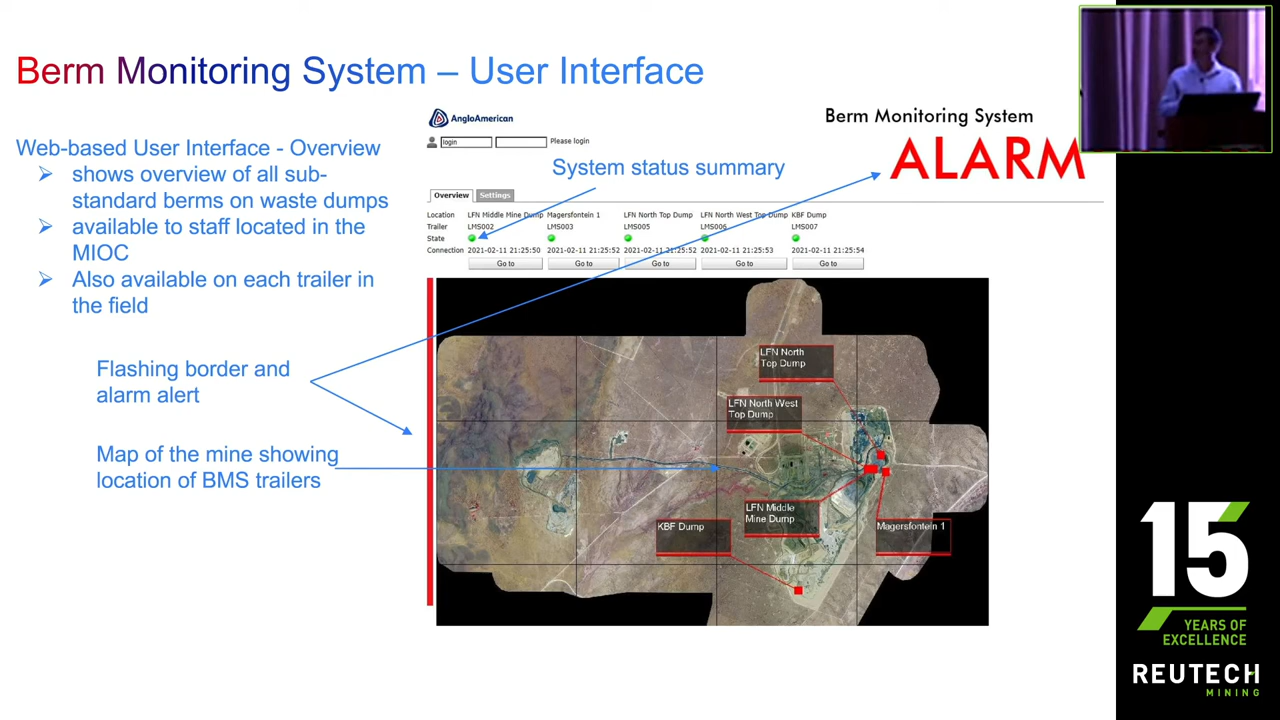 Berm Monitoring System – User Interface
Web-based User Interface - Overview
shows overview of all sub-
standard berms on waste dumps
available to staff located in the
MIOC
Also available on each trailer in
the field
Flashing border and
alarm alert
Map of the mine showing
location of BMS trailers
AngloAmerican
login
Please login
Berm Monitoring System
ALARM
System status summary
Overview Settings
Location LFN Middle Mine Dump Magersfontein 1 LFN North Top Dump LFN North West Top Dump KBF Dump
Trailer LMS002 LMS003 LMS005 LMS006 LMS007
State
Connection 2021-02-11 21:25:50 2021-02-11 21:25:52 2021-02-11 21:25:52 2021-02-11 21:25:53 2021-02-11 21:25:54
Go to Go to Go to Go to Go to
LFN North
Top Dump
LFN North West
Top Dump
LFN Middle
Mine Dump
KBF Dump
Magersfontein 1
15
YEARS OF
EXCELLENCE
REUTECH
MINING